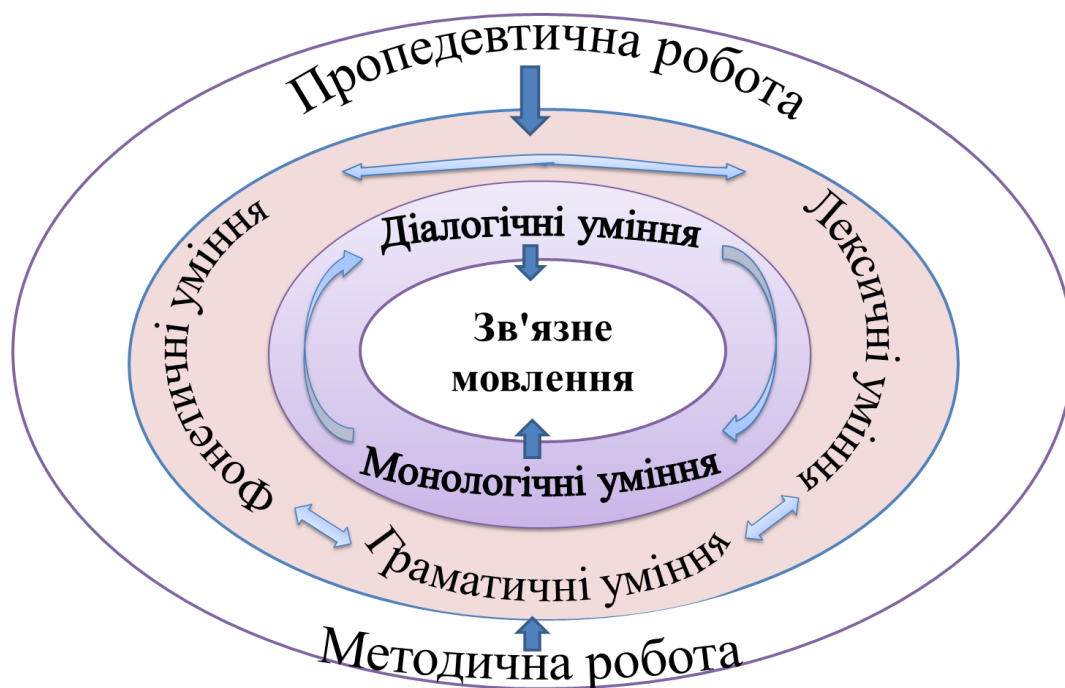 Пропедевтична робота
Фонетичні уміння
Лексичні уміння
Діалогічні уміння
Зв'язне
мовлення
Монологічні уміння
Граматичні уміння
Методична робота